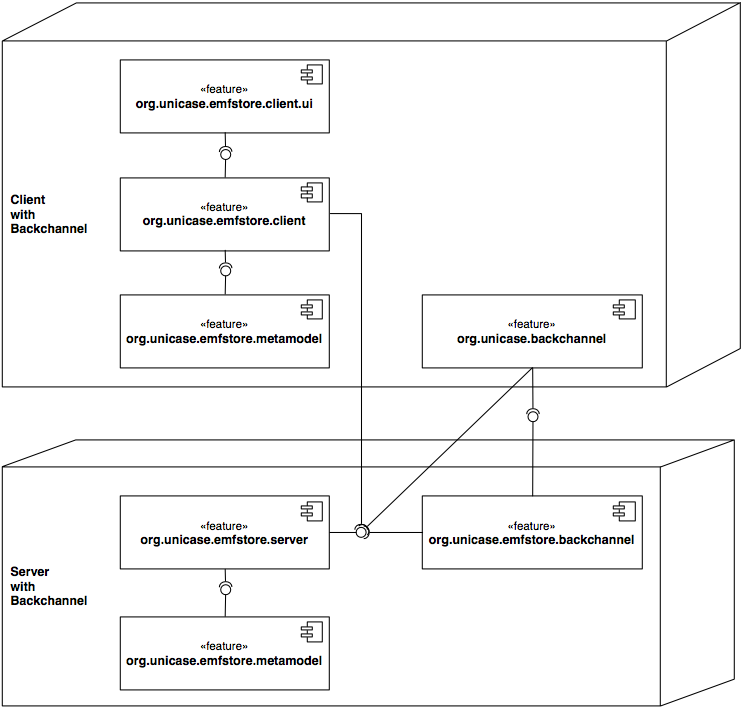 «feature»
org.unicase.emfstore.client.ui
Client
with
Backchannel
«feature»
org.unicase.emfstore.client
«feature»
org.unicase.emfstore.metamodel
«feature»
org.unicase.backchannel
«feature»
org.unicase.emfstore.server
«feature»
org.unicase.emfstore.backchannel
Server
with
Backchannel
«feature»
org.unicase.emfstore.metamodel